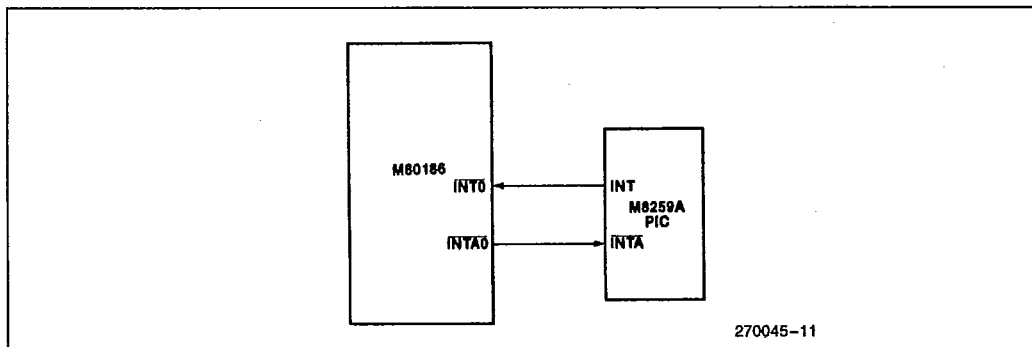 M80186
INT0
INTA0
INT
M8259A
PIC
INTA
270045-11